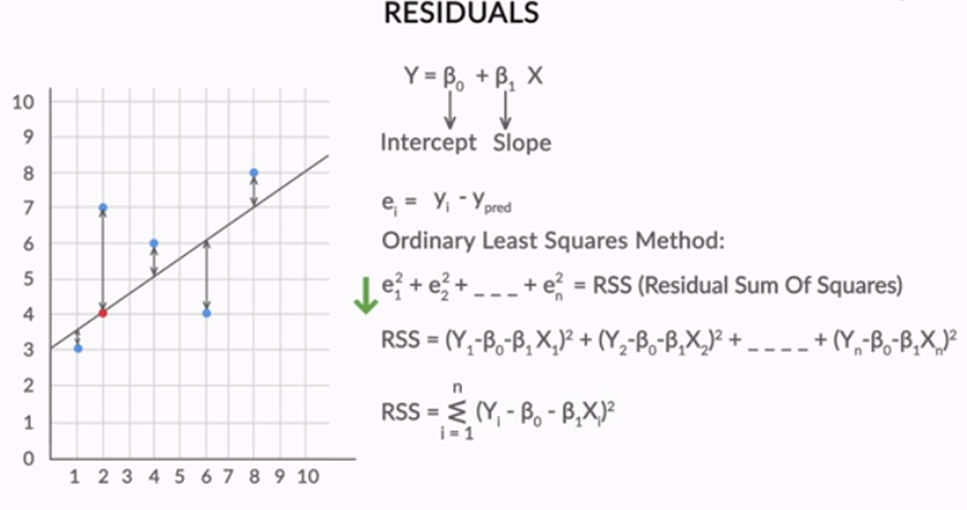 RESIDUALS
Y = β₀ + β₁ X
Intercept Slope
eᵢ = Yᵢ - Y_pred
Ordinary Least Squares Method:
e₁² + e₂² + _ _ _ + eₙ² = RSS (Residual Sum Of Squares)
RSS = (Y₁-β₀-β₁X₁)² + (Y₂-β₀-β₁X₂)² + _ _ _ _ + (Yₙ-β₀-β₁Xₙ)²
n
RSS = Σ (Yᵢ - β₀ - β₁Xᵢ)²
i = 1
10
9
8
7
6
5
4
3
2
1
0
1 2 3 4 5 6 7 8 9 10